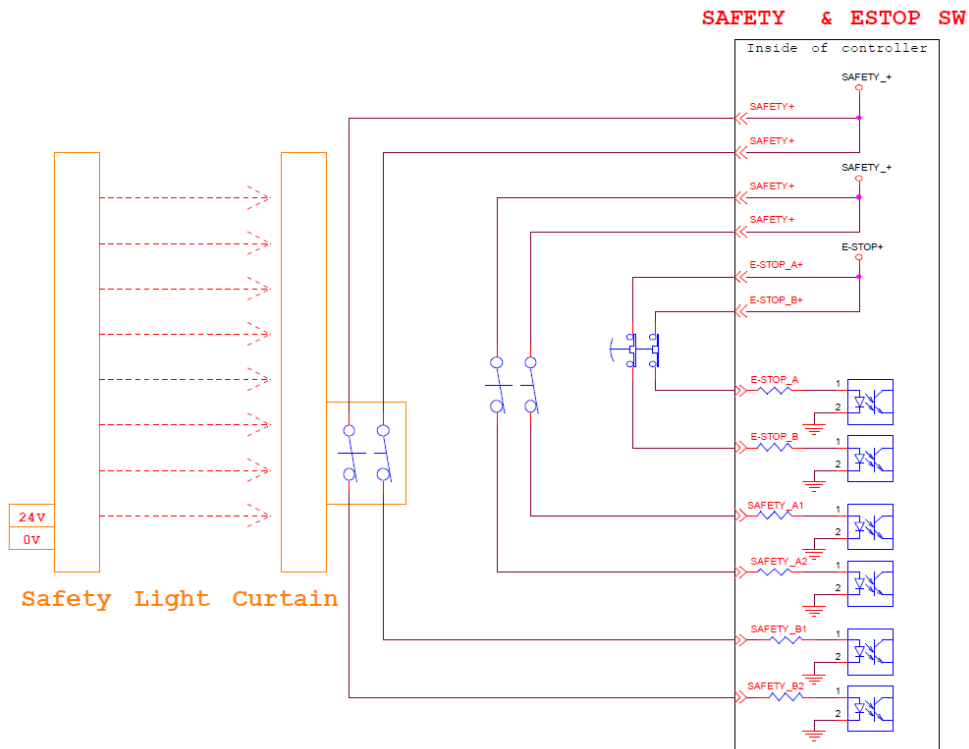 SAFETY & ESTOP SW
Inside of controller
SAFETY_+
SAFETY+
SAFETY+
SAFETY_+
SAFETY+
SAFETY+
E-STOP+
E-STOP_A+
E-STOP_B+
E-STOP_A
1
2
E-STOP_B
1
2
SAFETY_A1
1
2
24V
0V
SAFETY_A2
1
2
Safety Light Curtain
SAFETY_B1
1
2
SAFETY_B2
1
2